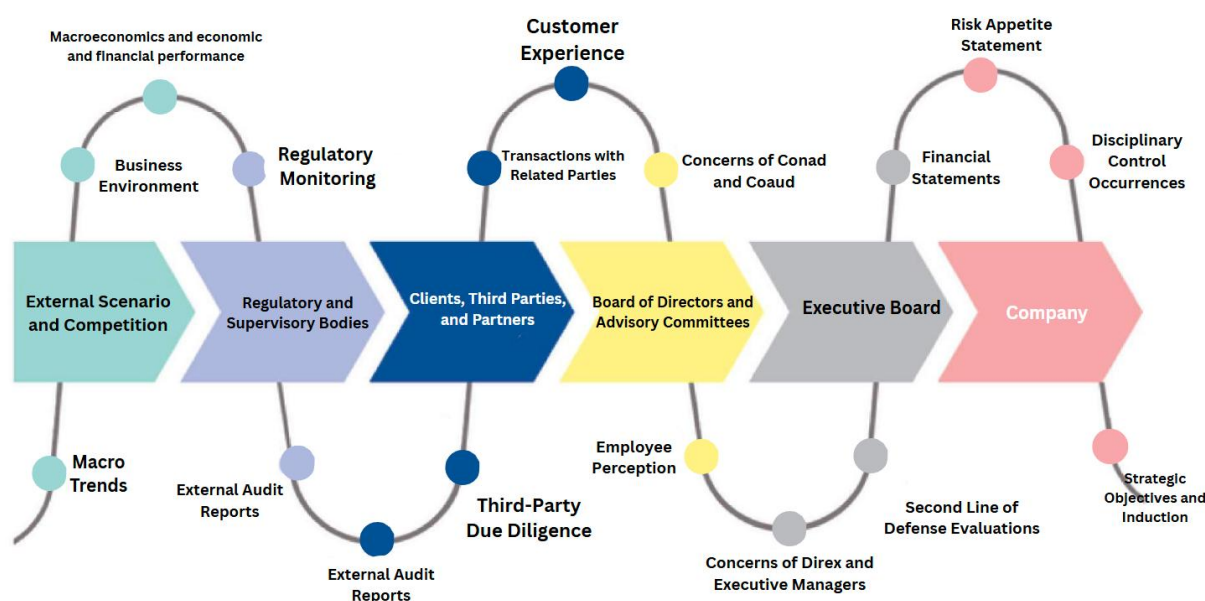 Macroeconomics and economic
and financial performance
Customer
Experience
Risk Appetite
Statement
Business
Environment
Regulatory
Monitoring
Transactions with
Related Parties
Concerns of Conad
and Coaud
Financial
Statements
Disciplinary
Control
Occurrences
External Scenario
and Competition
Regulatory and
Supervisory Bodies
Clients, Third Parties,
and Partners
Board of Directors and
Advisory Committees
Executive Board
Company
Macro
Trends
External Audit
Reports
External Audit
Reports
Third-Party
Due Diligence
Employee
Perception
Concerns of Direx and
Executive Managers
Second Line of
Defense Evaluations
Strategic
Objectives and
Induction